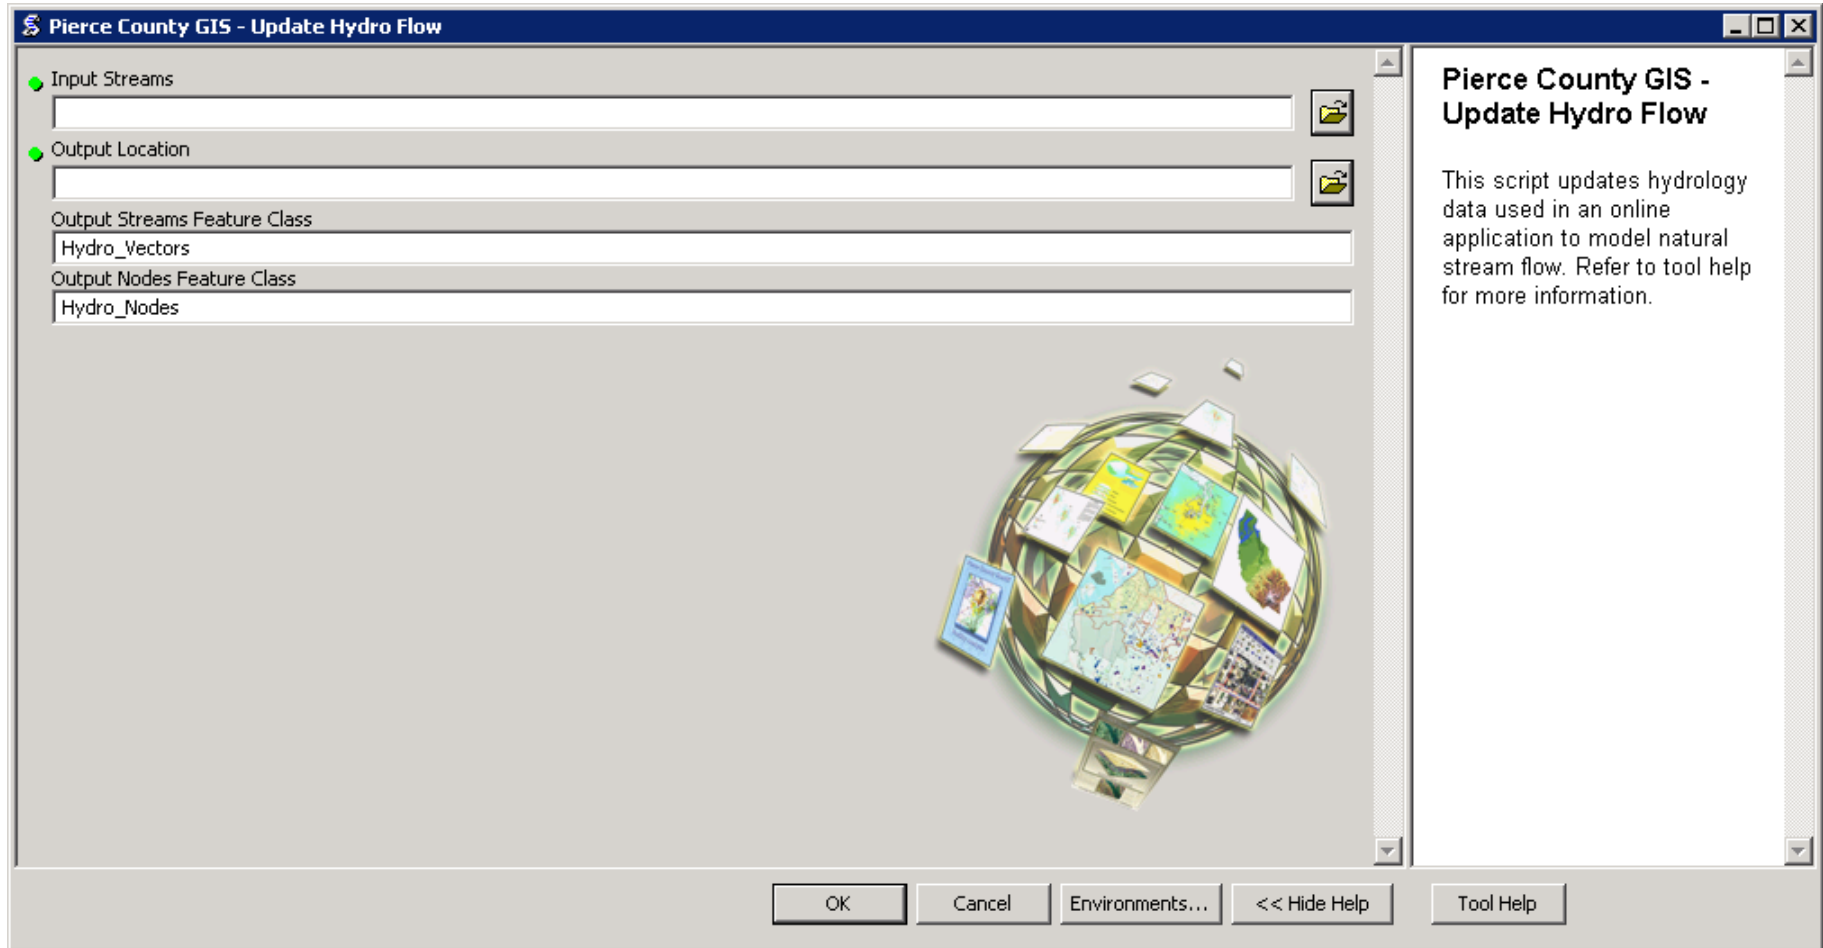 Pierce County GIS - Update Hydro Flow
Input Streams
Output Location
Output Streams Feature Class
Hydro_Vectors
Output Nodes Feature Class
Hydro_Nodes
Pierce County GIS -
Update Hydro Flow
This script updates hydrology
data used in an online
application to model natural
stream flow. Refer to tool help
for more information.
OK
Cancel
Environments...
<< Hide Help
Tool Help